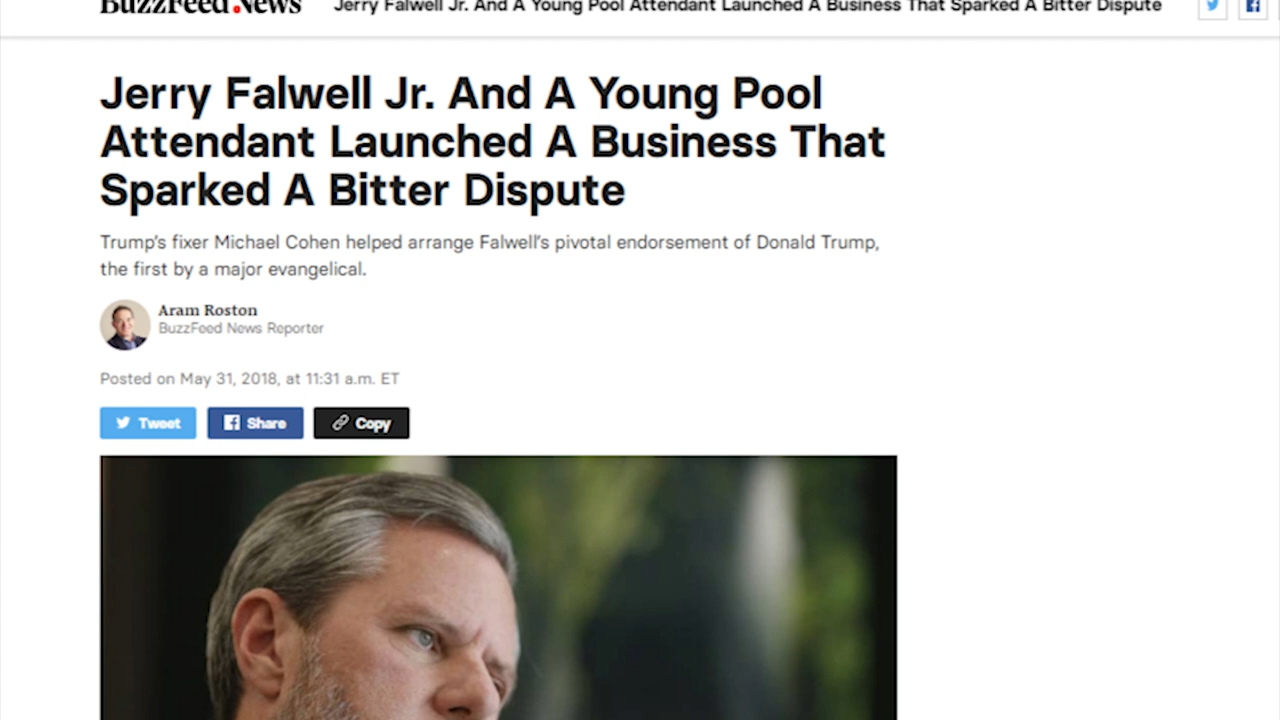 BuzzFeed News
Jerry Falwell Jr. And A Young Pool Attendant Launched A Business That Sparked A Bitter Dispute
Jerry Falwell Jr. And A Young Pool
Attendant Launched A Business That
Sparked A Bitter Dispute
Trump's fixer Michael Cohen helped arrange Falwell's pivotal endorsement of Donald Trump,
the first by a major evangelical.
Aram Roston
BuzzFeed News Reporter
Posted on May 31, 2018, at 11:31 a.m. ET
Tweet
Share
Copy